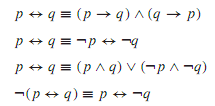 p ↔ q ≡ (p → q) ∧ (q → p)
p ↔ q ≡ ¬p ↔ ¬q
p ↔ q ≡ (p ∧ q) ∨ (¬p ∧ ¬q)
¬(p ↔ q) ≡ p ↔ ¬q